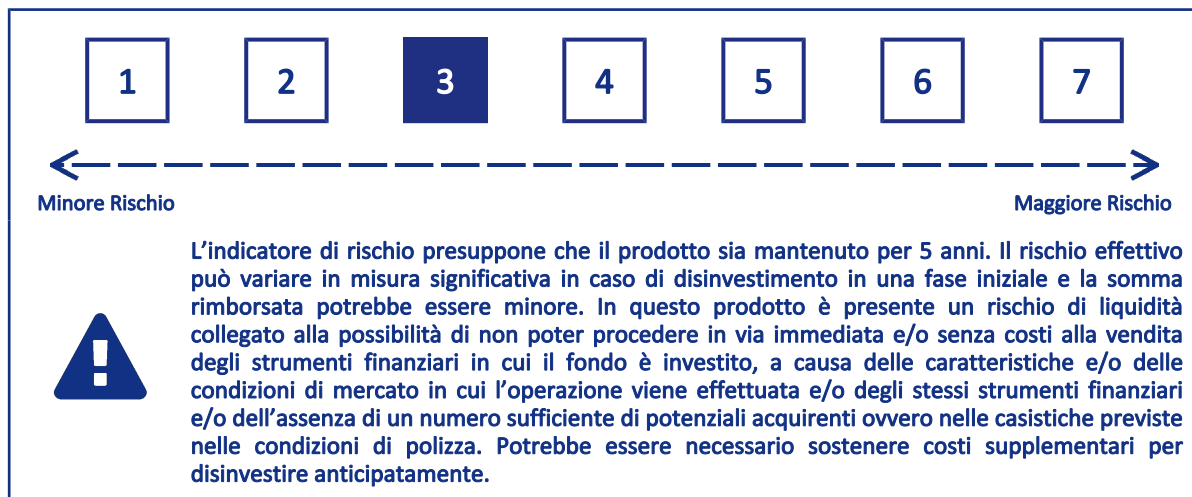 1 2 3 4 5 6 7
Minore Rischio Maggiore Rischio
L'indicatore di rischio presuppone che il prodotto sia mantenuto per 5 anni. Il rischio effettivo
può variare in misura significativa in caso di disinvestimento in una fase iniziale e la somma
rimborsata potrebbe essere minore. In questo prodotto è presente un rischio di liquidità
collegato alla possibilità di non poter procedere in via immediata e/o senza costi alla vendita
degli strumenti finanziari in cui il fondo è investito, a causa delle caratteristiche e/o delle
condizioni di mercato in cui l'operazione viene effettuata e/o degli stessi strumenti finanziari
e/o dell'assenza di un numero sufficiente di potenziali acquirenti ovvero nelle casistiche previste
nelle condizioni di polizza. Potrebbe essere necessario sostenere costi supplementari per
disinvestire anticipatamente.